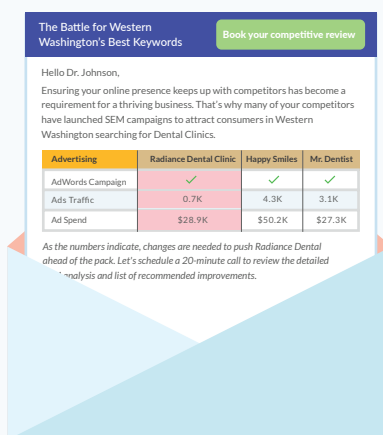 The Battle for Western
Washington's Best Keywords
Book your competitive review
Hello Dr. Johnson,
Ensuring your online presence keeps up with competitors has become a
requirement for a thriving business. That's why many of your competitors
have launched SEM campaigns to attract consumers in Western
Washington searching for Dental Clinics.
Advertising Radiance Dental Clinic Happy Smiles Mr. Dentist
AdWords Campaign ✓ ✓ ✓
Ads Traffic 0.7K 4.3K 3.1K
Ad Spend $28.9K $50.2K $27.3K
As the numbers indicate, changes are needed to push Radiance Dental
ahead of the pack. Let's schedule a 20-minute call to review the detailed
analysis and list of recommended improvements.